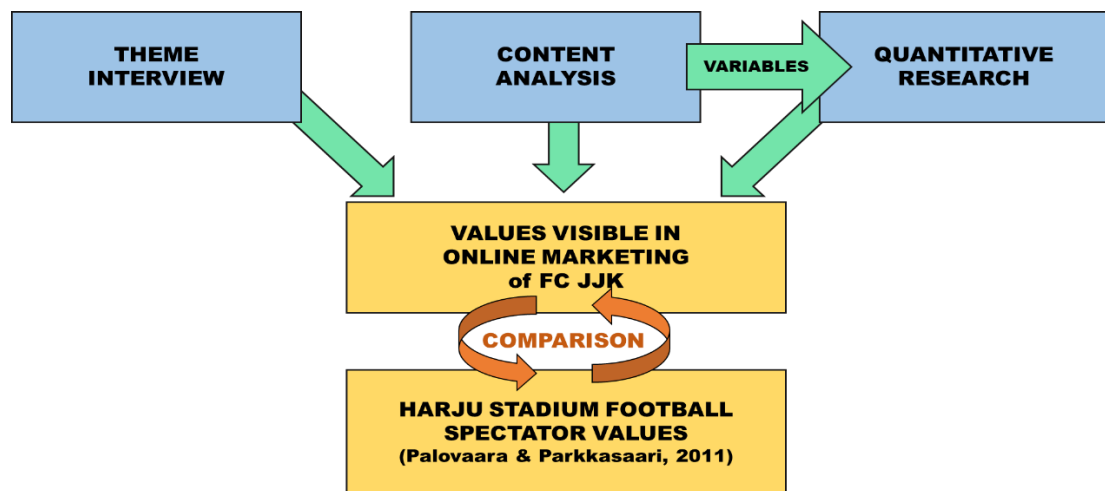 THEME
INTERVIEW
CONTENT
ANALYSIS
VARIABLES
QUANTITATIVE
RESEARCH
VALUES VISIBLE IN
ONLINE MARKETING
of FC JJK
COMPARISON
HARJU STADIUM FOOTBALL
SPECTATOR VALUES
(Palovaara & Parkkasaari, 2011)